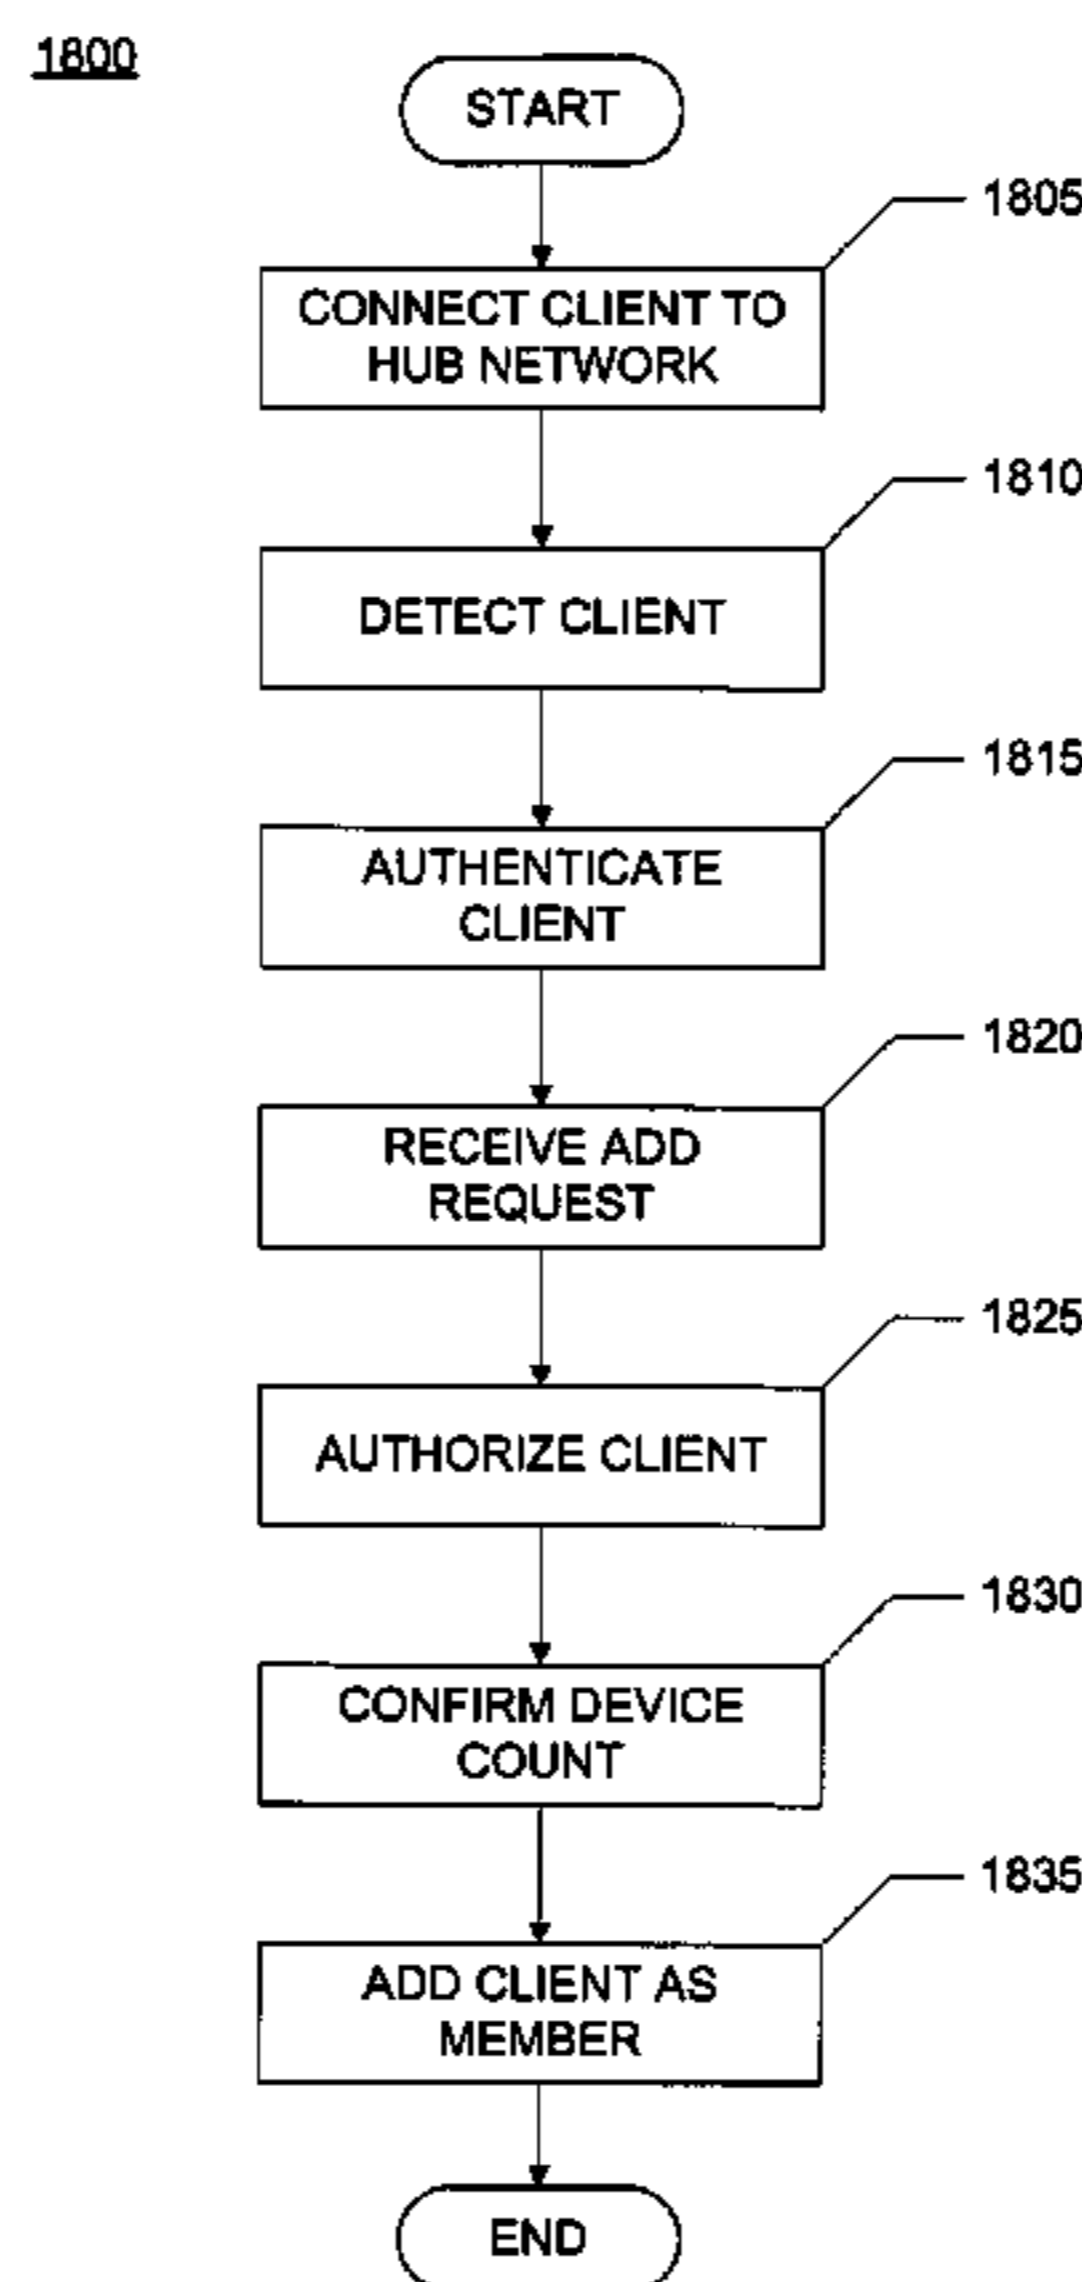 1800
START
1805
CONNECT CLIENT TO
HUB NETWORK
1810
DETECT CLIENT
1815
AUTHENTICATE
CLIENT
1820
RECEIVE ADD
REQUEST
1825
AUTHORIZE CLIENT
1830
CONFIRM DEVICE
COUNT
1835
ADD CLIENT AS
MEMBER
END